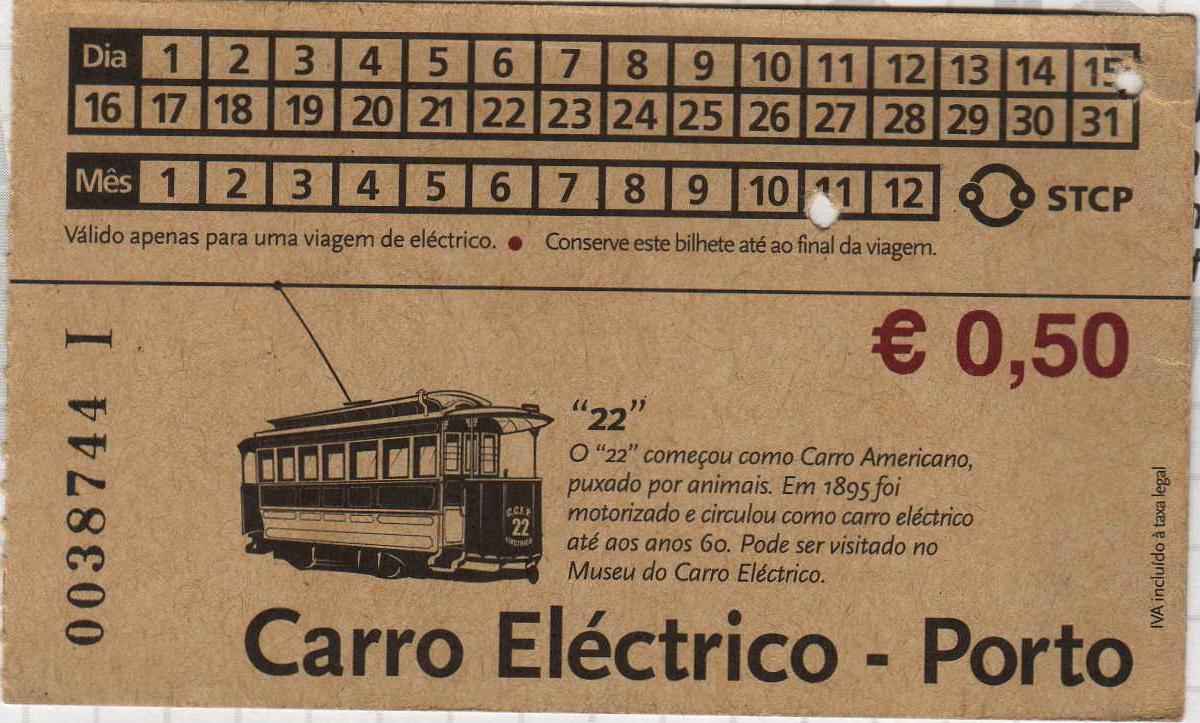 Dia 1 2 3 4 5 6 7 8 9 10 11 12 13 14 15
16 17 18 19 20 21 22 23 24 25 26 27 28 29 30 31
Mês 1 2 3 4 5 6 7 8 9 10 11 12 STCP
Válido apenas para uma viagem de eléctrico. • Conserve este bilhete até ao final da viagem.
€ 0,50
0038744 I
"22"
O "22" começou como Carro Americano,
puxado por animais. Em 1895 foi
motorizado e circulou como carro eléctrico
até aos anos 60. Pode ser visitado no
Museu do Carro Eléctrico.
C.C.F.P.
22
ELÉCTRICO
IVA incluído à taxa legal
Carro Eléctrico - Porto